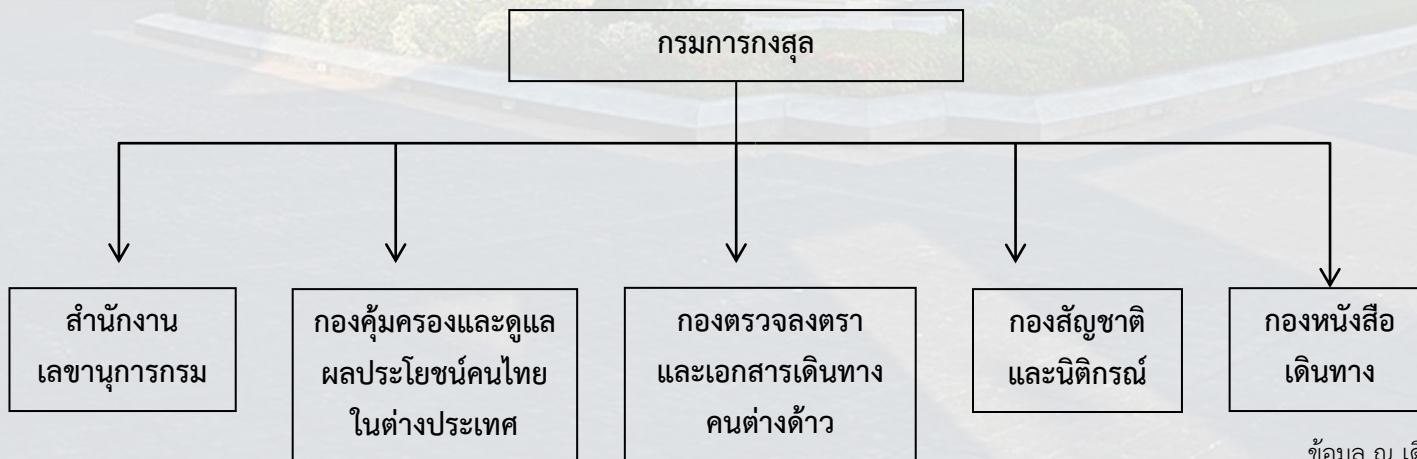 กรมการกงสุล
สำนักงาน
เลขานุการกรม
กองคุ้มครองและดูแล
ผลประโยชน์คนไทย
ในต่างประเทศ
กองตรวจลงตรา
และเอกสารเดินทาง
คนต่างด้าว
กองสัญชาติ
และนิติกรณ์
กองหนังสือ
เดินทาง
ข้อมูล ณ